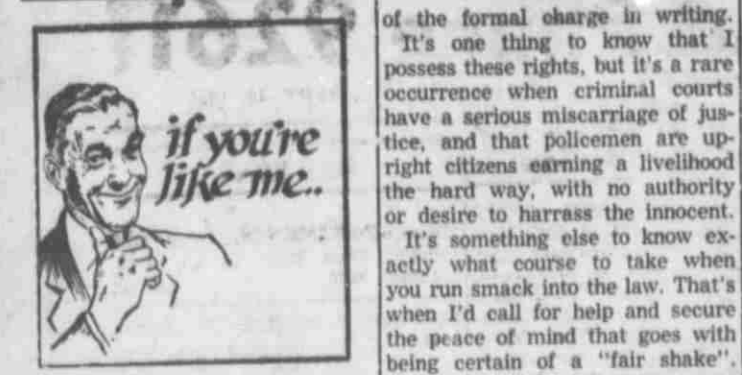 if you're
like me..
of the formal charge in writing.
It's one thing to know that I
possess these rights, but it's a rare
occurrence when criminal courts
have a serious miscarriage of jus-
tice, and that policemen are up-
right citizens earning a livelihood
the hard way, with no authority
or desire to harrass the innocent.
It's something else to know ex-
actly what course to take when
you run smack into the law. That's
when I'd call for help and secure
the peace of mind that goes with
being certain of a "fair shake".